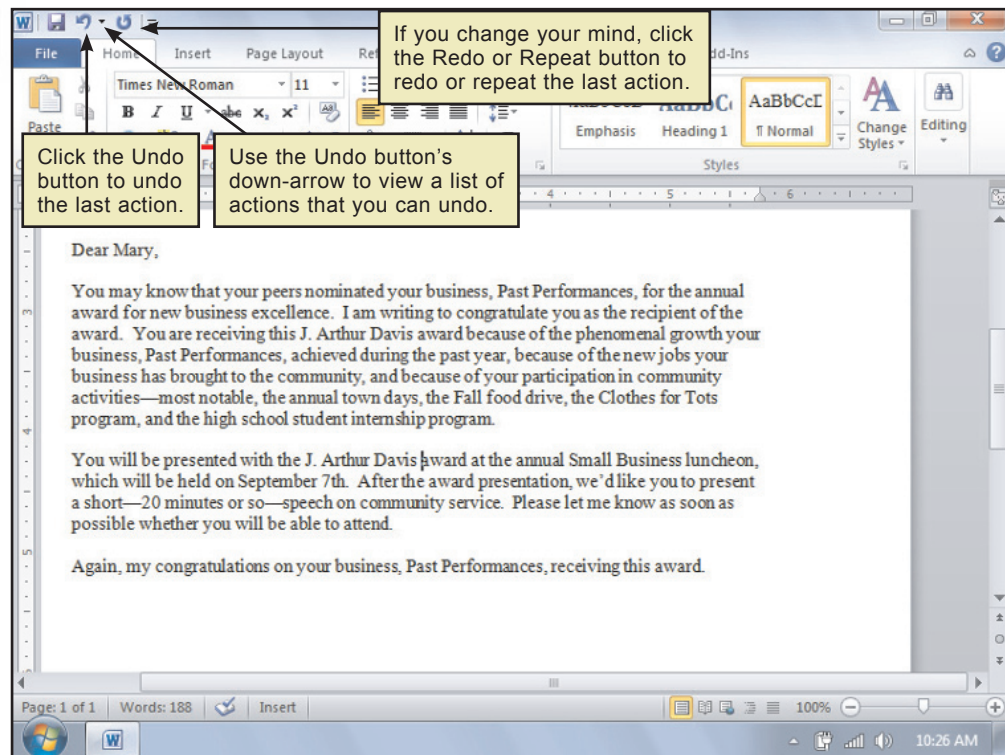 If you change your mind, click
the Redo or Repeat button to
redo or repeat the last action.
File Home Insert Page Layout
Times New Roman 11
B I U abc x₂ x²
Paste
Emphasis Heading 1 ¶ Normal
AaBbCcI
Change
Styles
Editing
Styles
Click the Undo
button to undo
the last action.
Use the Undo button's
down-arrow to view a list of
actions that you can undo.
4 5 6
Dear Mary,
You may know that your peers nominated your business, Past Performances, for the annual
award for new business excellence. I am writing to congratulate you as the recipient of the
award. You are receiving this J. Arthur Davis award because of the phenomenal growth your
business, Past Performances, achieved during the past year, because of the new jobs your
business has brought to the community, and because of your participation in community
activities—most notable, the annual town days, the Fall food drive, the Clothes for Tots
program, and the high school student internship program.
You will be presented with the J. Arthur Davis award at the annual Small Business luncheon,
which will be held on September 7th. After the award presentation, we'd like you to present
a short—20 minutes or so—speech on community service. Please let me know as soon as
possible whether you will be able to attend.
Again, my congratulations on your business, Past Performances, receiving this award.
3
4
5
Page: 1 of 1 Words: 188 Insert 100%
10:26 AM